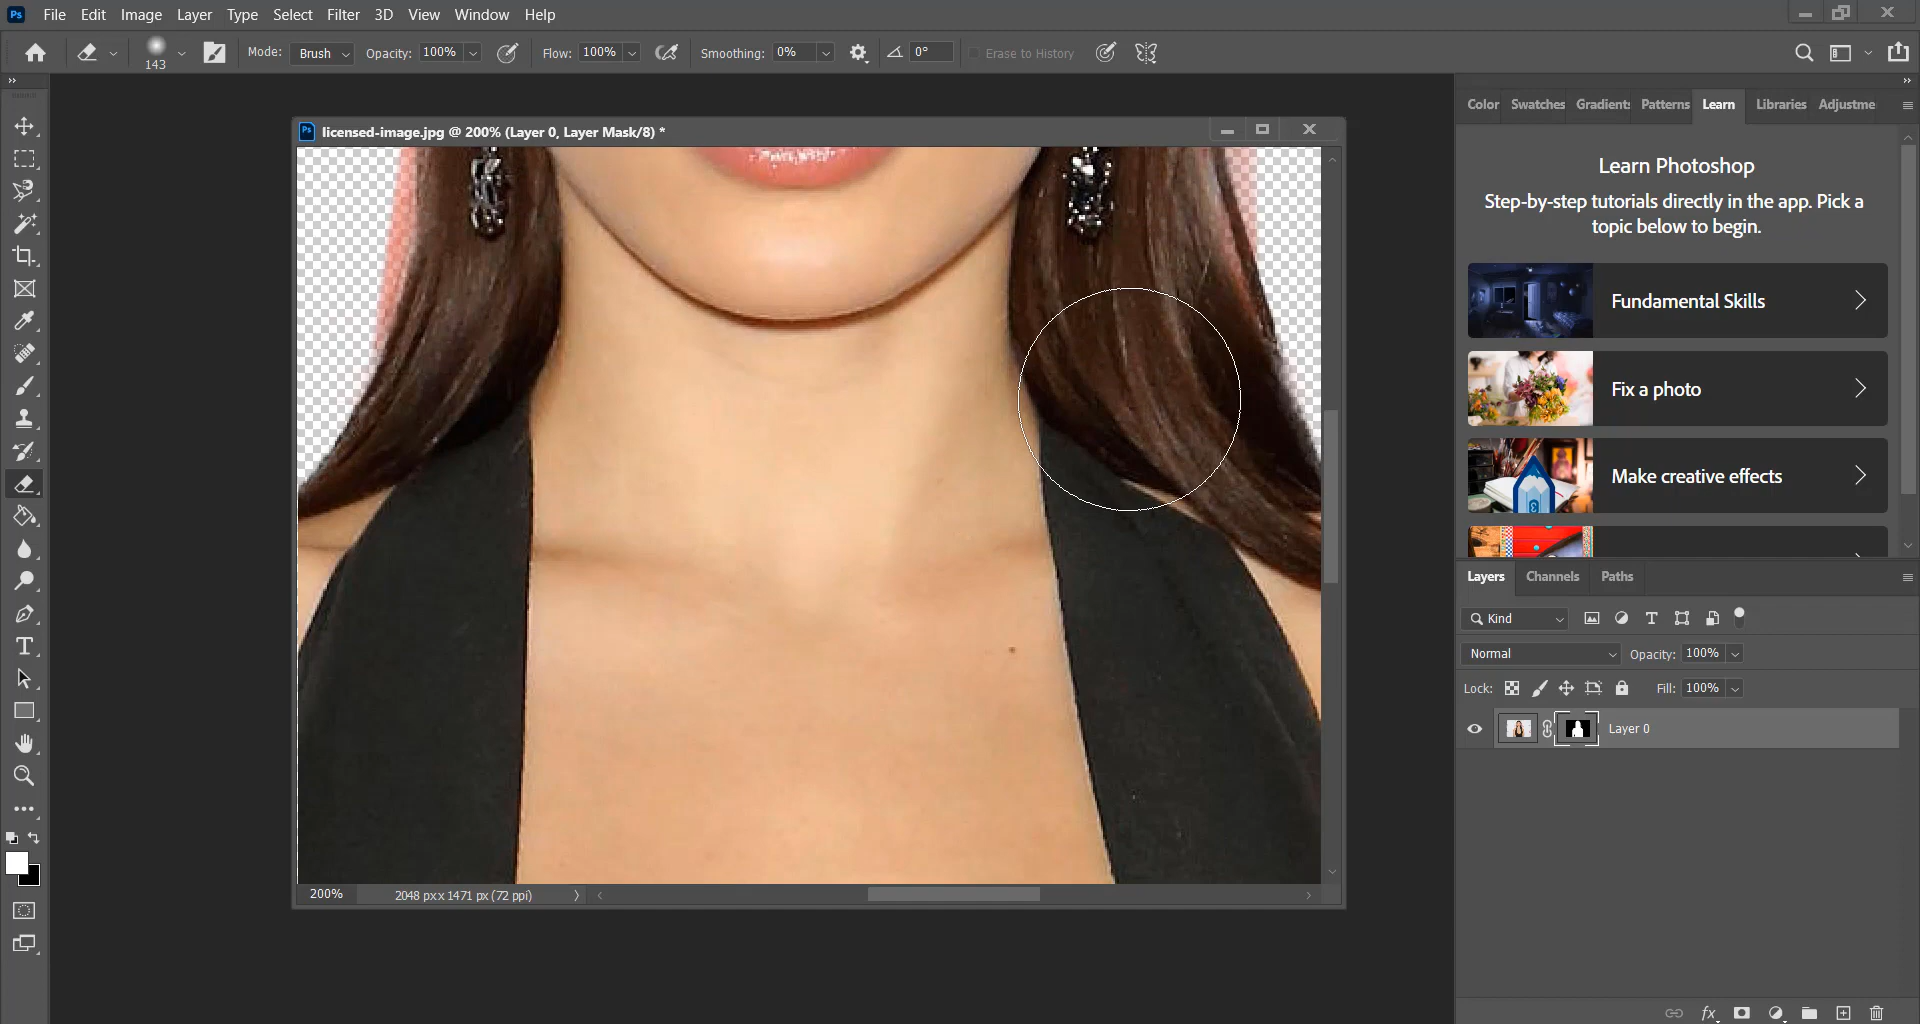 Ps File Edit Image Layer Type Select Filter 3D View Window Help
143 Mode: Brush Opacity: 100% Flow: 100% Smoothing: 0% 0° Erase to History
Color Swatches Gradients Patterns Learn Libraries Adjustme
Ps licensed-image.jpg @ 200% (Layer 0, Layer Mask/8) *
Learn Photoshop
Step-by-step tutorials directly in the app. Pick a
topic below to begin.
Fundamental Skills
Fix a photo
Make creative effects
Layers Channels Paths
Kind
Normal Opacity: 100%
Lock: Fill: 100%
Layer 0
200% 2048 px x 1471 px (72 ppi)
fx